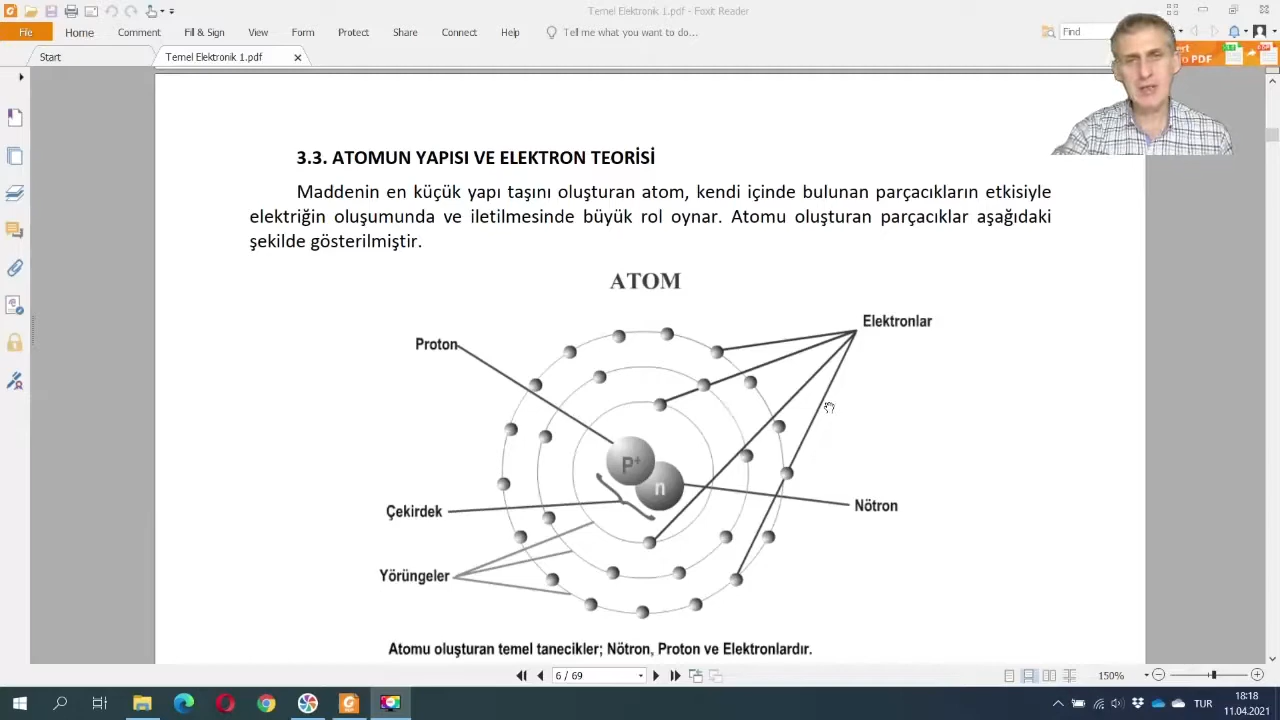 Temel Elektronik 1.pdf - Foxit Reader
File Home Comment Fill & Sign View Form Protect Share Connect Help Tell me what you want to do... Find
Start Temel Elektronik 1.pdf
PDF
3.3. ATOMUN YAPISI VE ELEKTRON TEORİSİ
Maddenin en küçük yapı taşını oluşturan atom, kendi içinde bulunan parçacıkların etkisiyle
elektriğin oluşumunda ve iletilmesinde büyük rol oynar. Atomu oluşturan parçacıklar aşağıdaki
şekilde gösterilmiştir.
ATOM
Elektronlar
Proton
P+
n
Nötron
Çekirdek
Yörüngeler
Atomu oluşturan temel tanecikler; Nötron, Proton ve Elektronlardır.
6 / 69
150%
18:18
TUR
11.04.2021